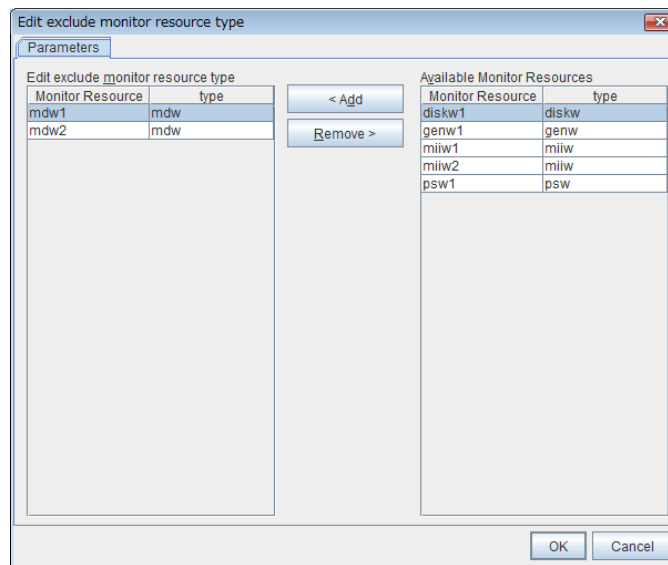 Edit exclude monitor resource type
Parameters
Edit exclude monitor resource type
Monitor Resource type
mdw1 mdw
mdw2 mdw
< Add
Remove >
Available Monitor Resources
Monitor Resource type
diskw1 diskw
genw1 genw
miiw1 miiw
miiw2 miiw
psw1 psw
OK Cancel